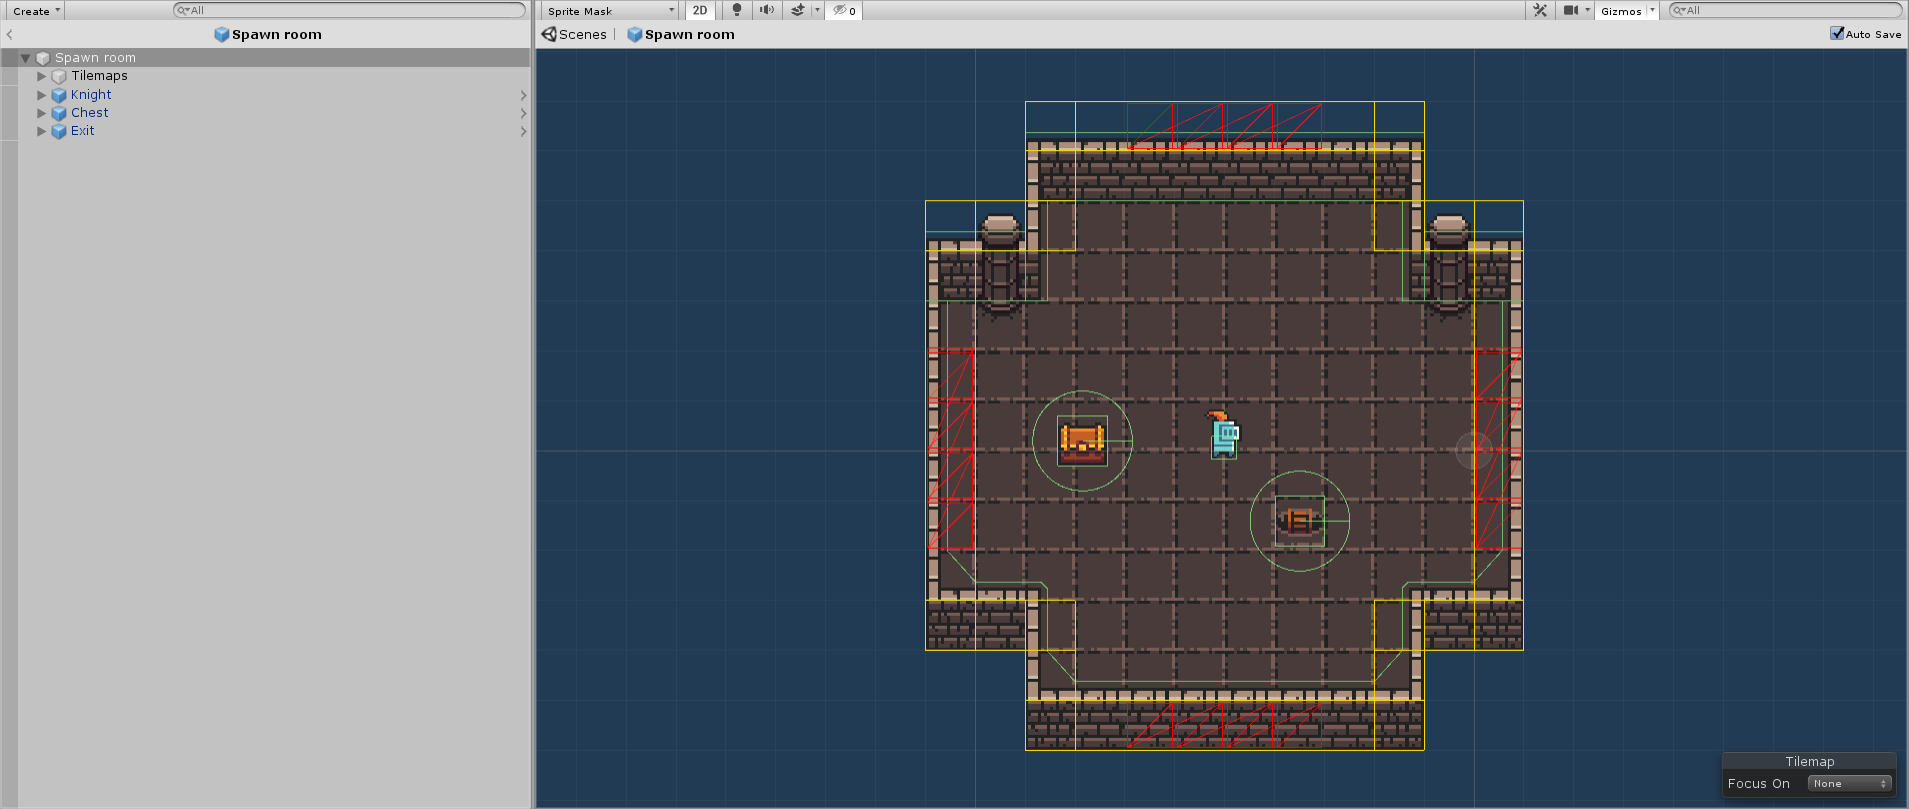 Create
All
Spawn room
Spawn room
Tilemaps
Knight
Chest
Exit
Sprite Mask
2D
0
Gizmos
All
Scenes
Spawn room
Auto Save
Tilemap
Focus On
None